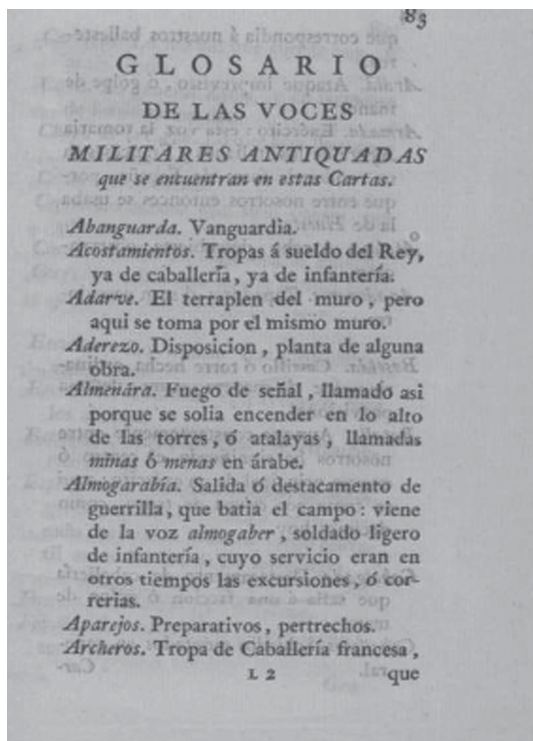 83
GLOSARIO
DE LAS VOCES
MILITARES ANTIQUADAS
que se encuentran en estas Cartas.
Abanguarda. Vanguardia.
Acostamientos. Tropas á sueldo del Rey,
ya de caballería, ya de infantería.
Adarve. El terraplen del muro, pero
aqui se toma por el mismo muro.
Aderezo. Disposicion, planta de alguna
obra.
Almenára. Fuego de señal, llamado asi
porque se solia encender en lo alto
de las torres, ó atalayas, llamadas
minas ó menas en árabe.
Almogarabía. Salida ó destacamento de
guerrilla, que batia el campo: viene
de la voz almogaber, soldado ligero
de infantería, cuyo servicio eran en
otros tiempos las excursiones, ó cor-
rerias.
Aparejos. Preparativos, pertrechos.
Archeros. Tropa de Caballería francesa,
L 2 que